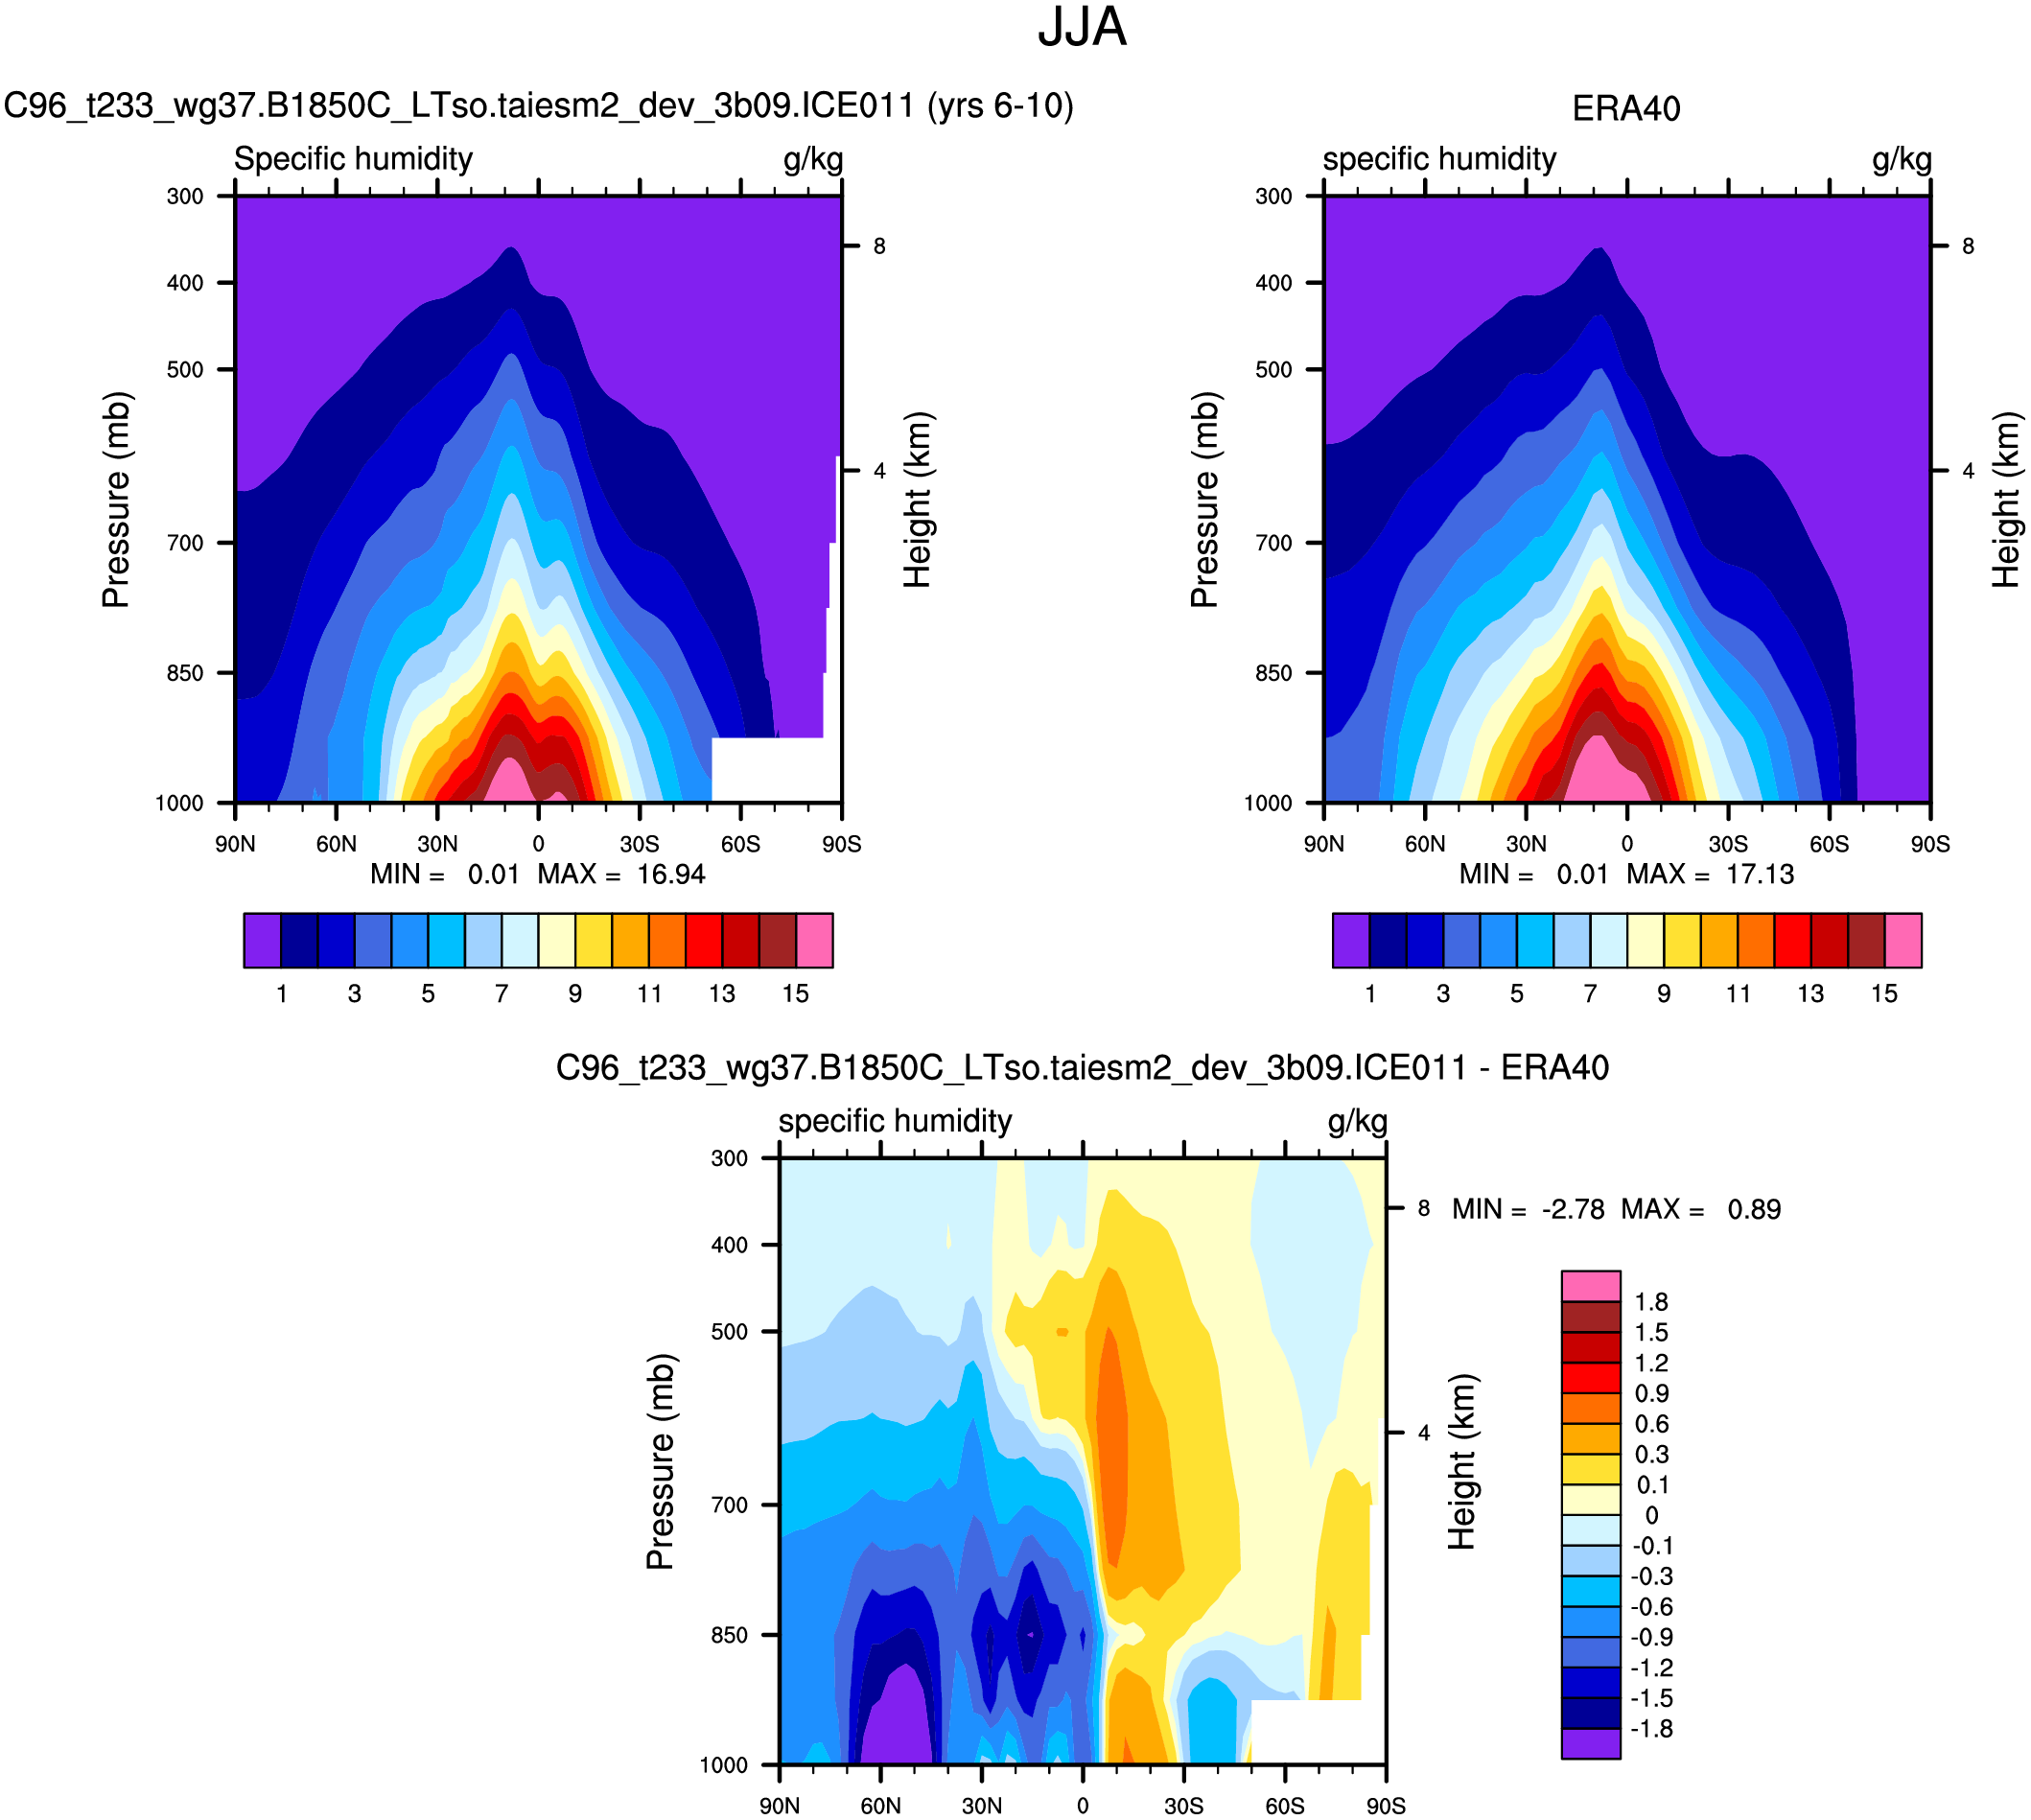 JJA
C96_t233_wg37.B1850C_LTso.taiesm2_dev_3b09.ICE011 (yrs 6-10)
Specific humidity g/kg
300
400
500
700
850
1000
Pressure (mb)
8
4
Height (km)
90N 60N 30N 0 30S 60S 90S
MIN = 0.01 MAX = 16.94
1 3 5 7 9 11 13 15
ERA40
specific humidity g/kg
300
400
500
700
850
1000
Pressure (mb)
8
4
Height (km)
90N 60N 30N 0 30S 60S 90S
MIN = 0.01 MAX = 17.13
1 3 5 7 9 11 13 15
C96_t233_wg37.B1850C_LTso.taiesm2_dev_3b09.ICE011 - ERA40
specific humidity g/kg
300
400
500
700
850
1000
Pressure (mb)
8
4
Height (km)
90N 60N 30N 0 30S 60S 90S
MIN = -2.78 MAX = 0.89
1.8
1.5
1.2
0.9
0.6
0.3
0.1
0
-0.1
-0.3
-0.6
-0.9
-1.2
-1.5
-1.8